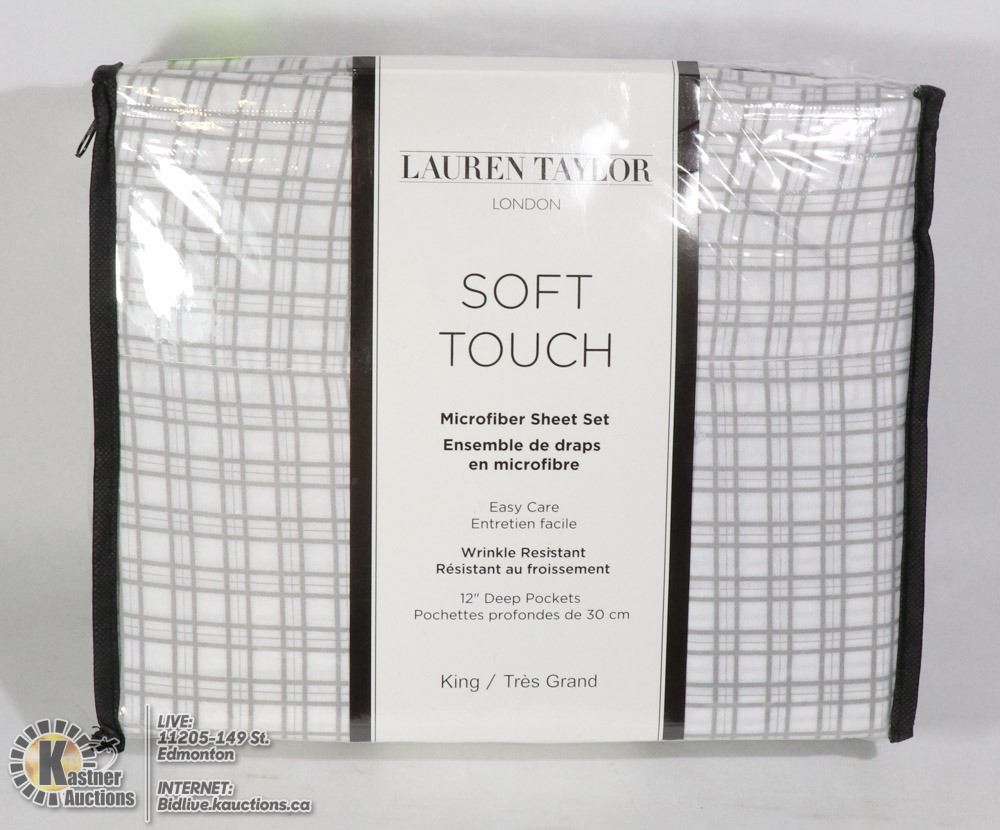 LAUREN TAYLOR
LONDON
SOFT
TOUCH
Microfiber Sheet Set
Ensemble de draps
en microfibre
Easy Care
Entretien facile
Wrinkle Resistant
Résistant au froissement
12" Deep Pockets
Pochettes profondes de 30 cm
King / Très Grand
Kastner
Auctions
LIVE:
11205-149 St.
Edmonton
INTERNET:
Bidlive.kauctions.ca